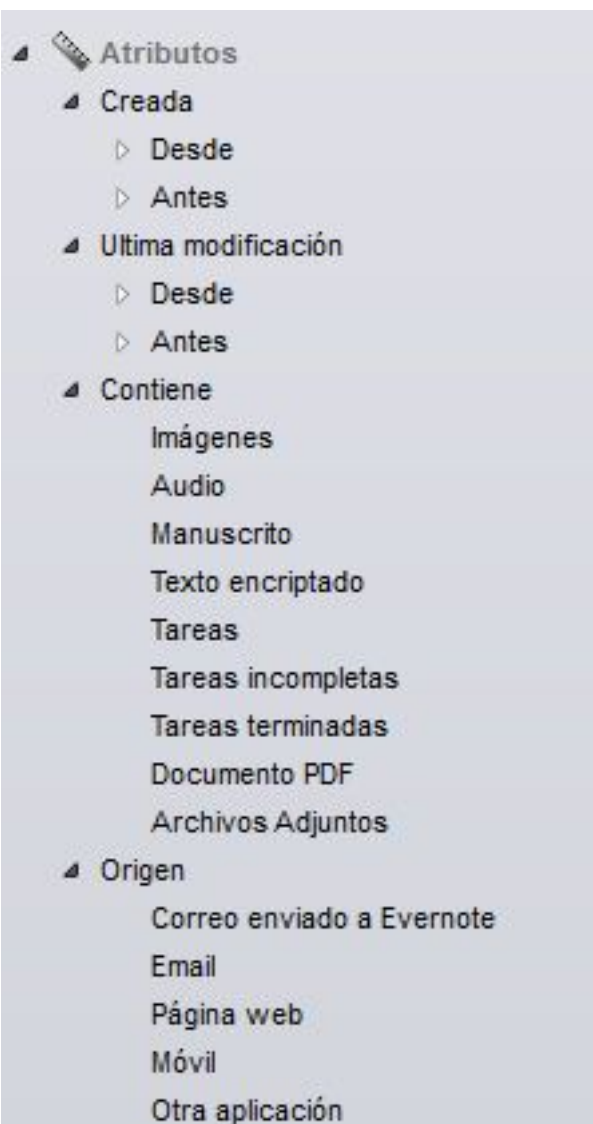 Atributos
Creada
Desde
Antes
Ultima modificación
Desde
Antes
Contiene
Imágenes
Audio
Manuscrito
Texto encriptado
Tareas
Tareas incompletas
Tareas terminadas
Documento PDF
Archivos Adjuntos
Origen
Correo enviado a Evernote
Email
Página web
Móvil
Otra aplicación